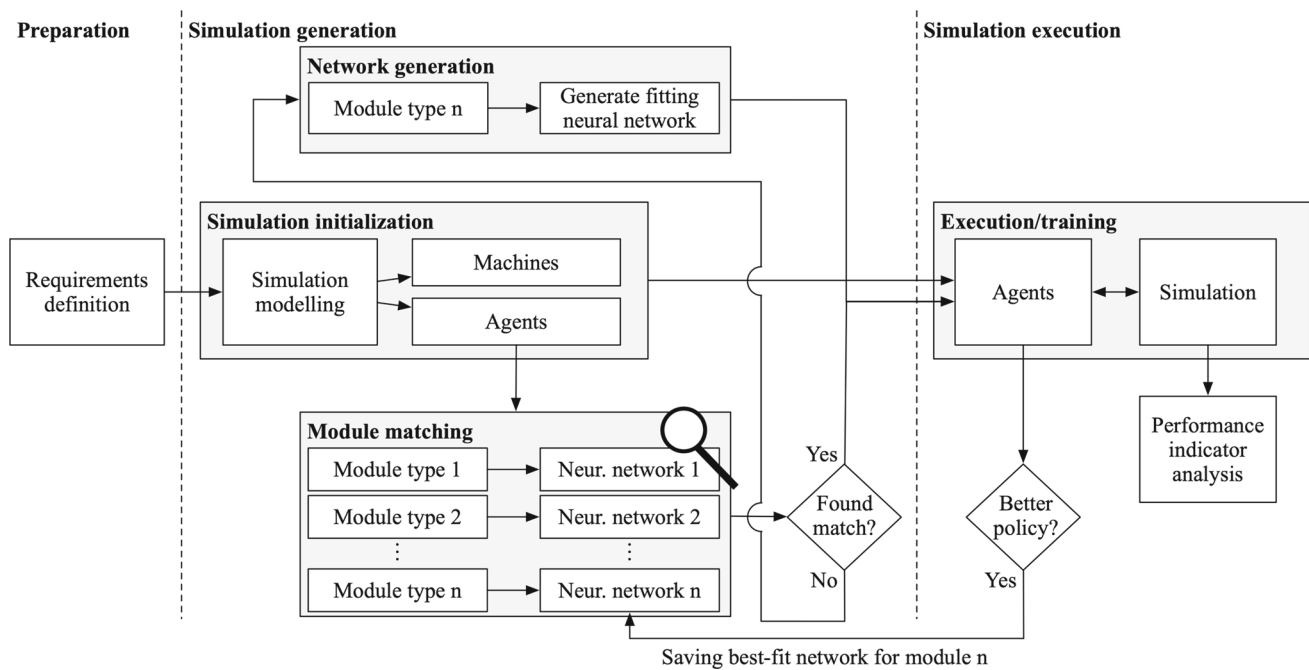 Preparation
Simulation generation
Simulation execution
Network generation
Module type n
Generate fitting
neural network
Simulation initialization
Requirements
definition
Simulation
modelling
Machines
Agents
Execution/training
Agents
Simulation
Module matching
Module type 1
Neur. network 1
Module type 2
Neur. network 2
⋮
⋮
Module type n
Neur. network n
Yes
Found
match?
No
Better
policy?
Yes
Performance
indicator
analysis
Saving best-fit network for module n